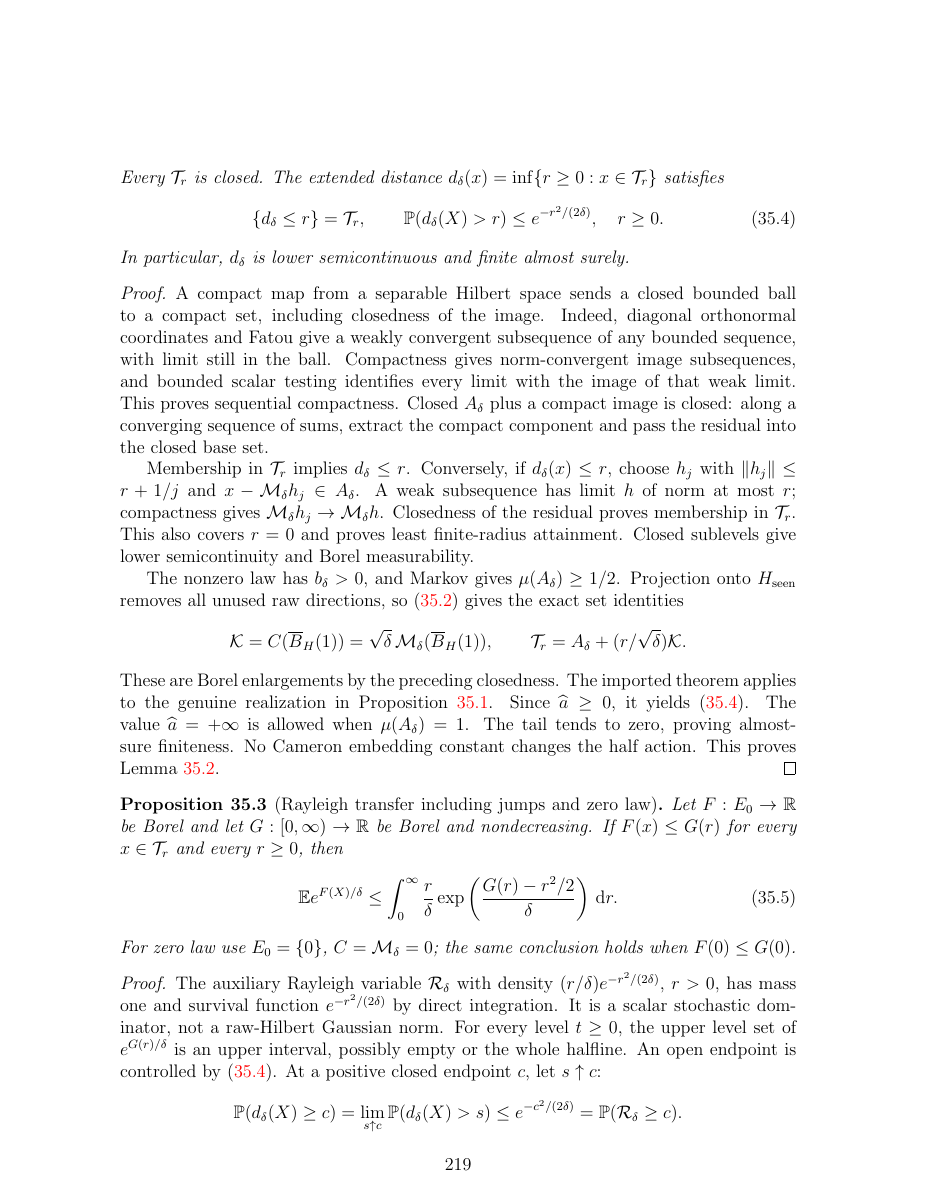 Every 𝒯_r is closed. The extended distance d_δ(x) = inf{r ≥ 0 : x ∈ 𝒯_r} satisfies
{d_δ ≤ r} = 𝒯_r, ℙ(d_δ(X) > r) ≤ e^{−r²/(2δ)}, r ≥ 0. (35.4)
In particular, d_δ is lower semicontinuous and finite almost surely.
Proof. A compact map from a separable Hilbert space sends a closed bounded ball
to a compact set, including closedness of the image. Indeed, diagonal orthonormal
coordinates and Fatou give a weakly convergent subsequence of any bounded sequence,
with limit still in the ball. Compactness gives norm-convergent image subsequences,
and bounded scalar testing identifies every limit with the image of that weak limit.
This proves sequential compactness. Closed A_δ plus a compact image is closed: along a
converging sequence of sums, extract the compact component and pass the residual into
the closed base set.
Membership in 𝒯_r implies d_δ ≤ r. Conversely, if d_δ(x) ≤ r, choose h_j with ‖h_j‖ ≤
r + 1/j and x − ℳ_δh_j ∈ A_δ. A weak subsequence has limit h of norm at most r;
compactness gives ℳ_δh_j → ℳ_δh. Closedness of the residual proves membership in 𝒯_r.
This also covers r = 0 and proves least finite-radius attainment. Closed sublevels give
lower semicontinuity and Borel measurability.
The nonzero law has b_δ > 0, and Markov gives μ(A_δ) ≥ 1/2. Projection onto H_seen
removes all unused raw directions, so (35.2) gives the exact set identities
𝒦 = C(B̅_H(1)) = √δ ℳ_δ(B̅_H(1)), 𝒯_r = A_δ + (r/√δ)𝒦.
These are Borel enlargements by the preceding closedness. The imported theorem applies
to the genuine realization in Proposition 35.1. Since â ≥ 0, it yields (35.4). The
value â = +∞ is allowed when μ(A_δ) = 1. The tail tends to zero, proving almost-
sure finiteness. No Cameron embedding constant changes the half action. This proves
Lemma 35.2. □
Proposition 35.3 (Rayleigh transfer including jumps and zero law). Let F : E_0 → ℝ
be Borel and let G : [0, ∞) → ℝ be Borel and nondecreasing. If F(x) ≤ G(r) for every
x ∈ 𝒯_r and every r ≥ 0, then
𝔼e^{F(X)/δ} ≤ ∫_0^∞ r/δ exp((G(r) − r²/2)/δ) dr. (35.5)
For zero law use E_0 = {0}, C = ℳ_δ = 0; the same conclusion holds when F(0) ≤ G(0).
Proof. The auxiliary Rayleigh variable ℛ_δ with density (r/δ)e^{−r²/(2δ)}, r > 0, has mass
one and survival function e^{−r²/(2δ)} by direct integration. It is a scalar stochastic dom-
inator, not a raw-Hilbert Gaussian norm. For every level t ≥ 0, the upper level set of
e^{G(r)/δ} is an upper interval, possibly empty or the whole halfline. An open endpoint is
controlled by (35.4). At a positive closed endpoint c, let s ↑ c:
ℙ(d_δ(X) ≥ c) = lim_{s↑c} ℙ(d_δ(X) > s) ≤ e^{−c²/(2δ)} = ℙ(ℛ_δ ≥ c).
219